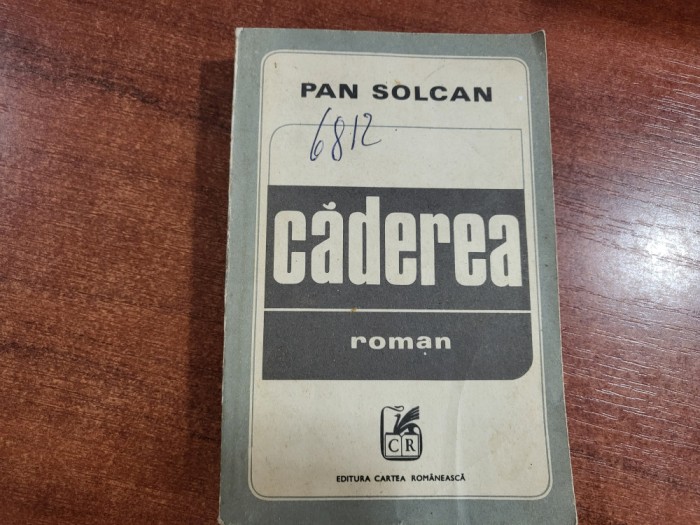 PAN SOLCAN
6812
căderea
roman
CR
EDITURA CARTEA ROMÂNEASCĂ